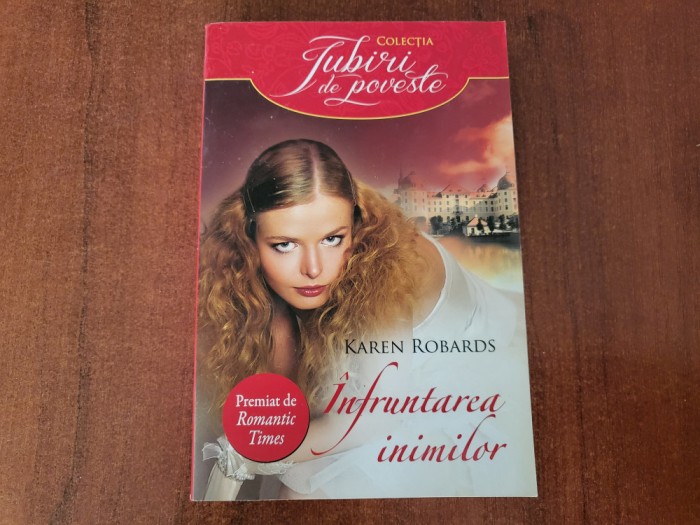 COLECȚIA
Iubiri
de poveste
KAREN ROBARDS
Înfruntarea
inimilor
Premiat de
Romantic
Times